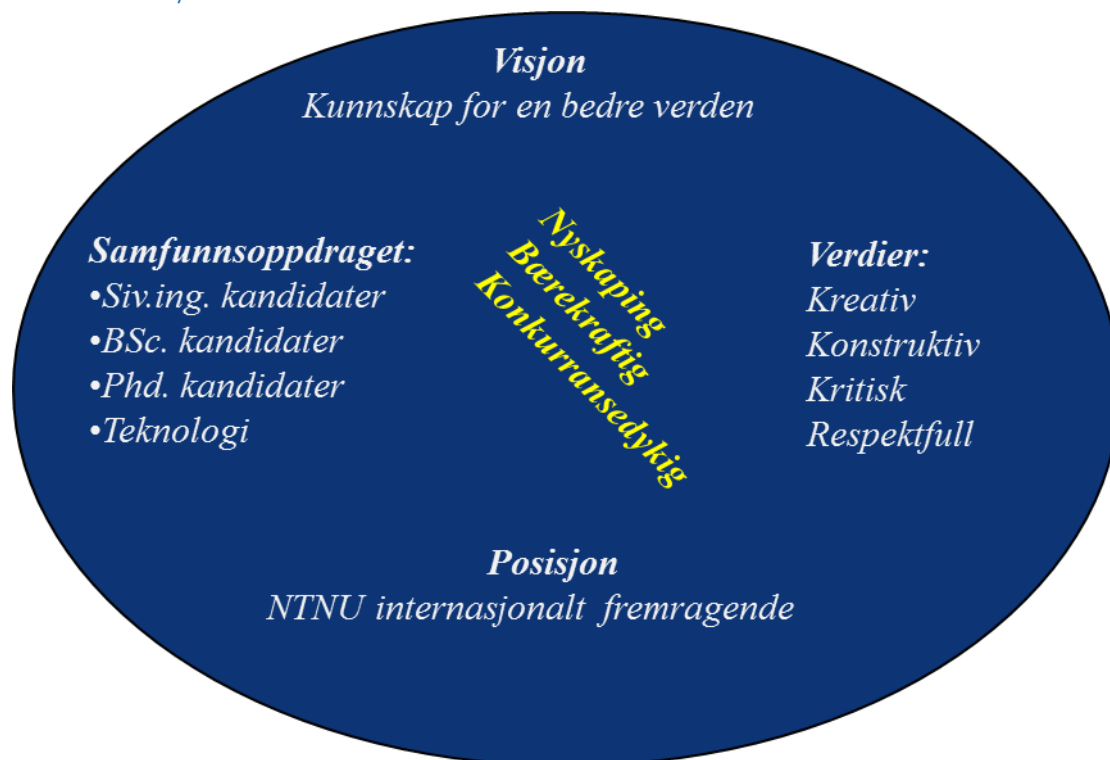 Visjon
Kunnskap for en bedre verden
Samfunnsoppdraget:
•Siv.ing. kandidater
•BSc. kandidater
•Phd. kandidater
•Teknologi
Nyskaping
Bærekraftig
Konkurransedykig
Verdier:
Kreativ
Konstruktiv
Kritisk
Respektfull
Posisjon
NTNU internasjonalt fremragende